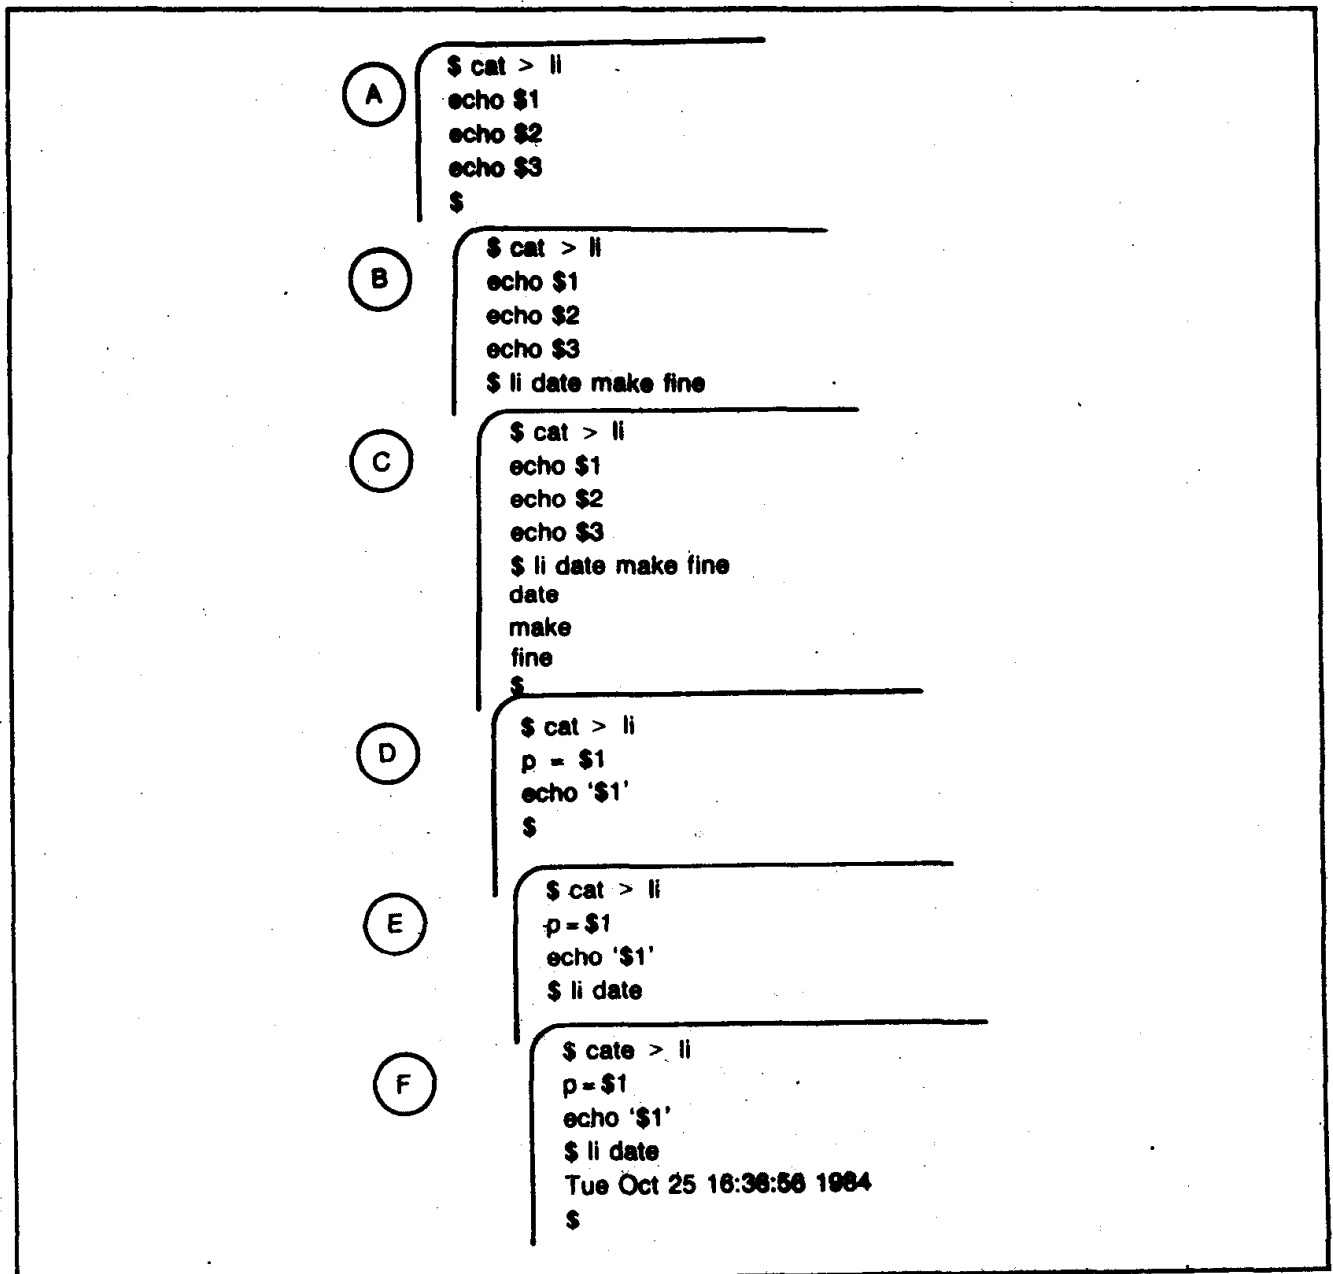 A
$ cat > li
echo $1
echo $2
echo $3
$
B
$ cat > li
echo $1
echo $2
echo $3
$ li date make fine
C
$ cat > li
echo $1
echo $2
echo $3
$ li date make fine
date
make
fine
$
D
$ cat > li
p = $1
echo '$1'
$
E
$ cat > li
p = $1
echo '$1'
$ li date
F
$ cate > li
p = $1
echo '$1'
$ li date
Tue Oct 25 16:36:56 1984
$